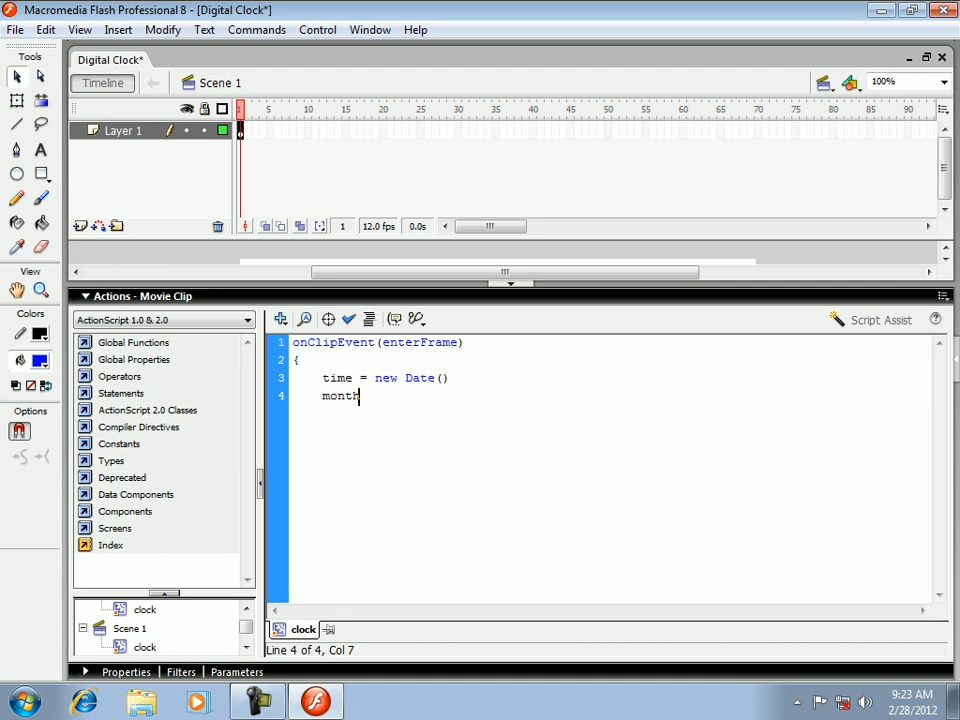 Macromedia Flash Professional 8 - [Digital Clock*]
File Edit View Insert Modify Text Commands Control Window Help
Tools
Digital Clock*
Timeline
Scene 1
100%
1 5 10 15 20 25 30 35 40 45 50 55 60 65 70 75 80 85 90
Layer 1
1 12.0 fps 0.0s
View
Colors
Options
Actions - Movie Clip
ActionScript 1.0 & 2.0
Script Assist
Global Functions
Global Properties
Operators
Statements
ActionScript 2.0 Classes
Compiler Directives
Constants
Types
Deprecated
Data Components
Components
Screens
Index
clock
Scene 1
clock
1 onClipEvent(enterFrame)
2 {
3 time = new Date()
4 month
clock
Line 4 of 4, Col 7
Properties Filters Parameters
9:23 AM
2/28/2012